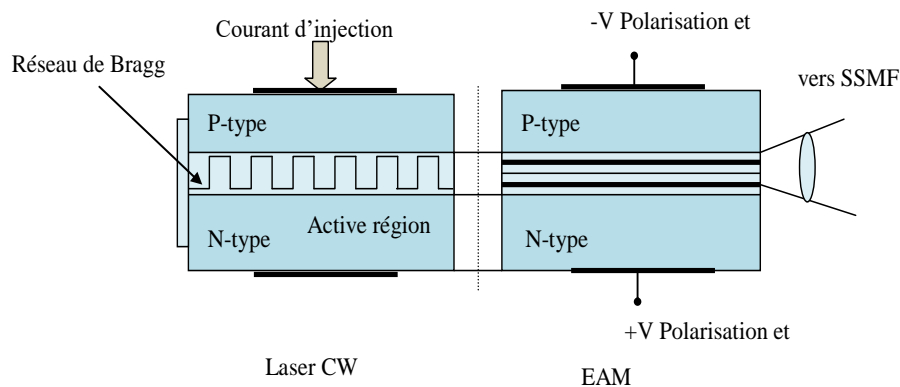 -V Polarisation et
Courant d'injection
Réseau de Bragg
vers SSMF
P-type
P-type
Active région
N-type
N-type
+V Polarisation et
Laser CW
EAM